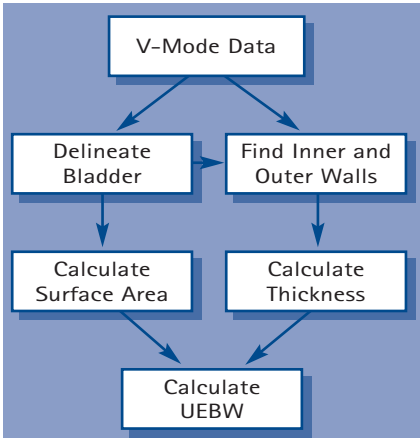 V-Mode Data
Delineate
Bladder
Find Inner and
Outer Walls
Calculate
Surface Area
Calculate
Thickness
Calculate
UEBW